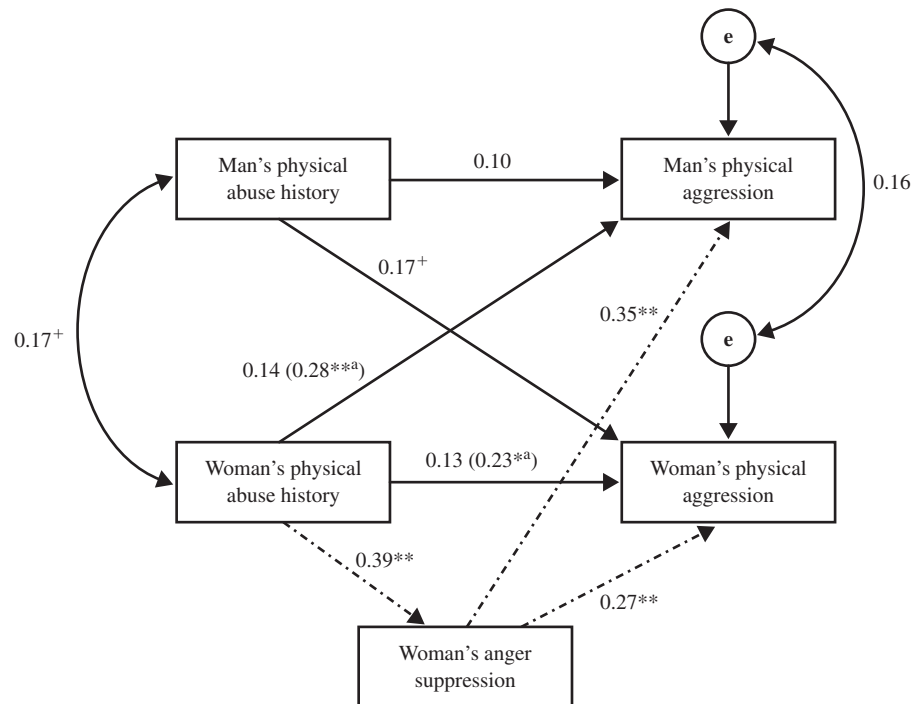 e
Man's physical
abuse history
0.10
Man's physical
aggression
0.16
0.17+
0.35**
0.17+
e
0.14 (0.28**a)
Woman's physical
abuse history
0.13 (0.23*a)
Woman's physical
aggression
0.39**
0.27**
Woman's anger
suppression